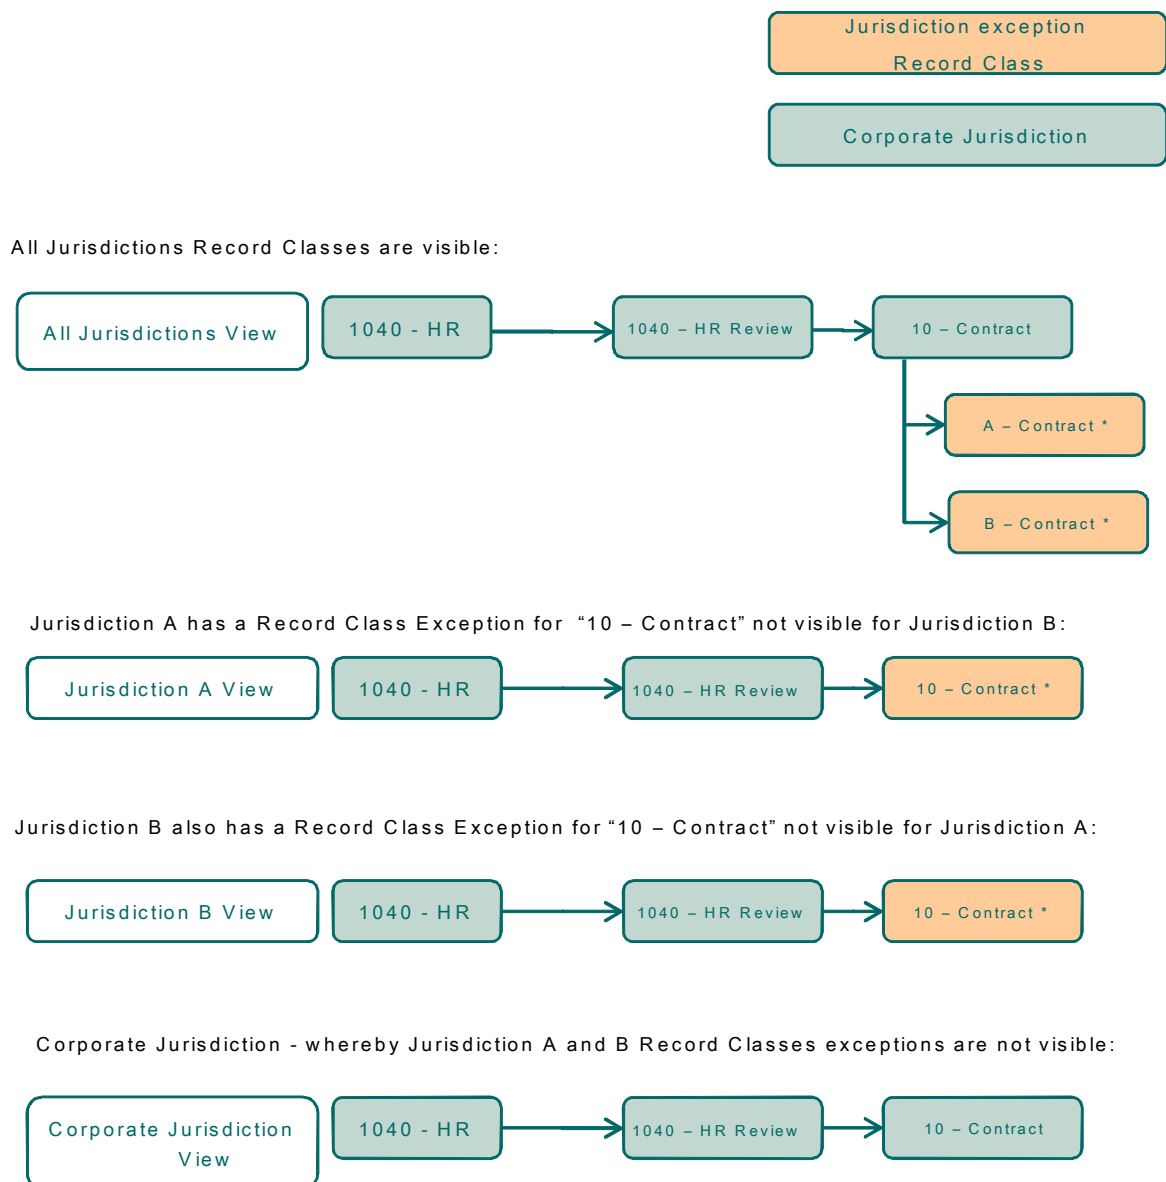 Jurisdiction exception
Record Class
Corporate Jurisdiction
All Jurisdictions Record Classes are visible:
All Jurisdictions View
1040 - HR
1040 – HR Review
10 – Contract
A – Contract *
B – Contract *
Jurisdiction A has a Record Class Exception for “10 – Contract” not visible for Jurisdiction B:
Jurisdiction A View
1040 - HR
1040 – HR Review
10 – Contract *
Jurisdiction B also has a Record Class Exception for “10 – Contract” not visible for Jurisdiction A:
Jurisdiction B View
1040 - HR
1040 – HR Review
10 – Contract *
Corporate Jurisdiction - whereby Jurisdiction A and B Record Classes exceptions are not visible:
Corporate Jurisdiction
View
1040 - HR
1040 – HR Review
10 – Contract